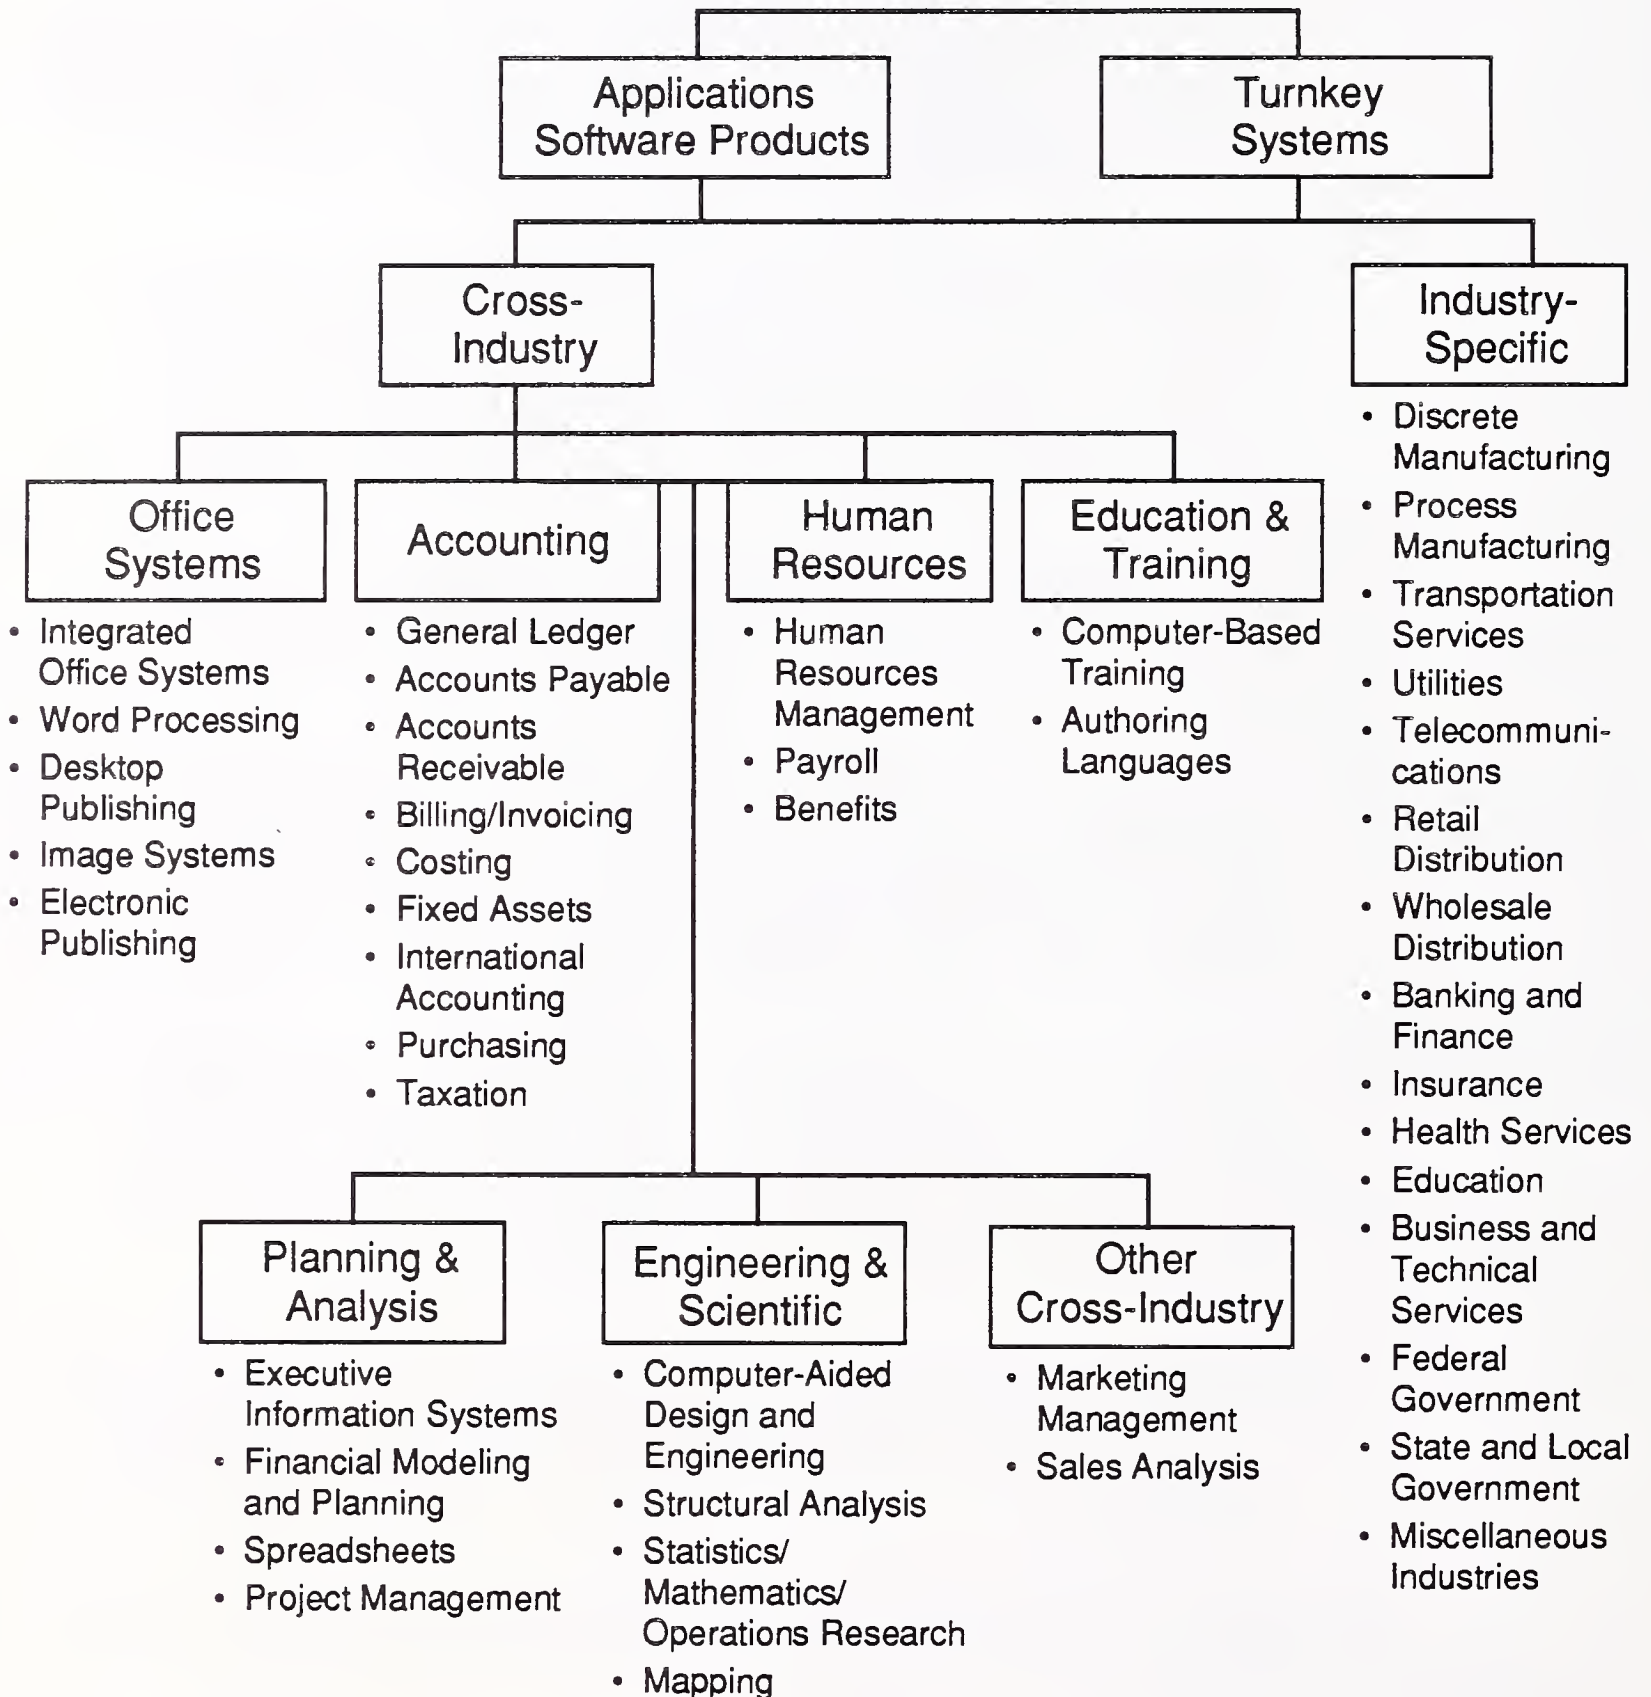 Applications
Software Products
Turnkey
Systems
Cross-
Industry
Industry-
Specific
• Discrete
Manufacturing
• Process
Manufacturing
• Transportation
Services
• Utilities
• Telecommuni-
cations
• Retail
Distribution
• Wholesale
Distribution
• Banking and
Finance
• Insurance
• Health Services
• Education
• Business and
Technical
Services
• Federal
Government
• State and Local
Government
• Miscellaneous
Industries
Office
Systems
• Integrated
Office Systems
• Word Processing
• Desktop
Publishing
• Image Systems
• Electronic
Publishing
Accounting
• General Ledger
• Accounts Payable
• Accounts
Receivable
• Billing/Invoicing
• Costing
• Fixed Assets
• International
Accounting
• Purchasing
• Taxation
Human
Resources
• Human
Resources
Management
• Payroll
• Benefits
Education &
Training
• Computer-Based
Training
• Authoring
Languages
Planning &
Analysis
• Executive
Information Systems
• Financial Modeling
and Planning
• Spreadsheets
• Project Management
Engineering &
Scientific
• Computer-Aided
Design and
Engineering
• Structural Analysis
• Statistics/
Mathematics/
Operations Research
• Mapping
Other
Cross-Industry
• Marketing
Management
• Sales Analysis